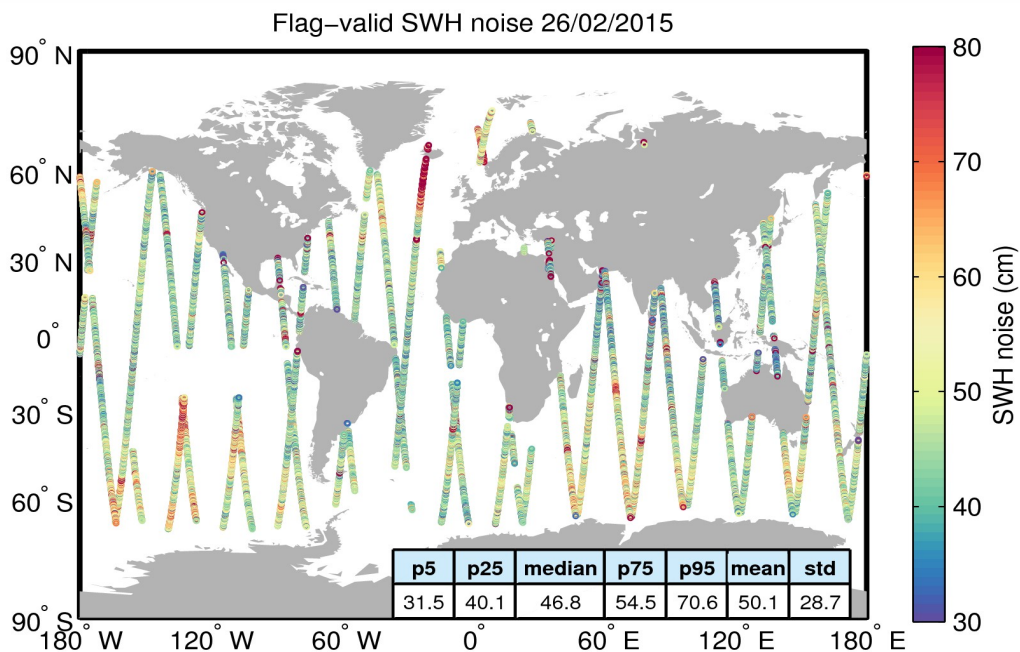 Flag−valid SWH noise 26/02/2015
90° N
60° N
30° N
0°
30° S
60° S
90° S
180° W 120° W 60° W 0° 60° E 120° E 180° E
80
70
60
50
40
30
SWH noise (cm)
p5 p25 median p75 p95 mean std
31.5 40.1 46.8 54.5 70.6 50.1 28.7